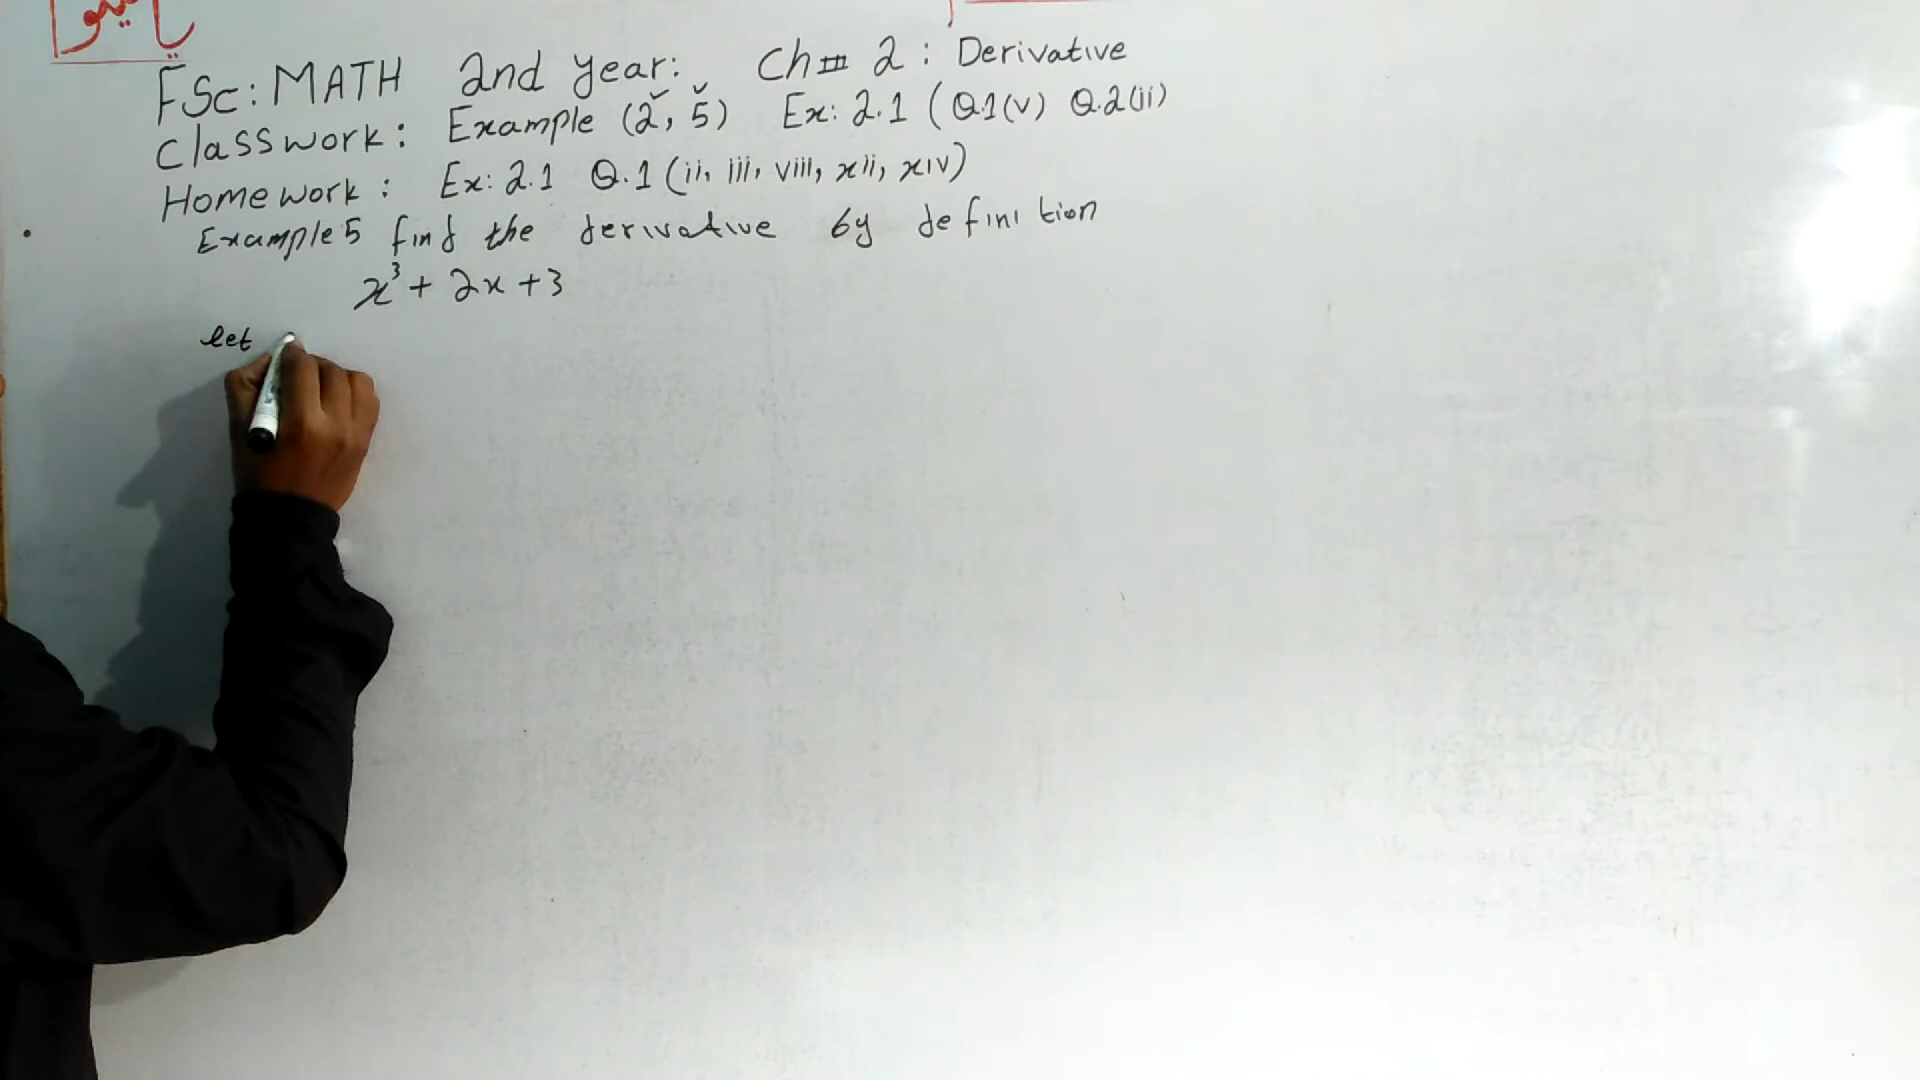 FSc: MATH 2nd year: Ch# 2: Derivative
Classwork: Example (2, 5) Ex: 2.1 (Q.1(v) Q.2(ii)
Homework: Ex: 2.1 Q.1 (ii, iii, viii, xii, xiv)
Example 5 find the derivative by definition
x³ + 2x + 3
let